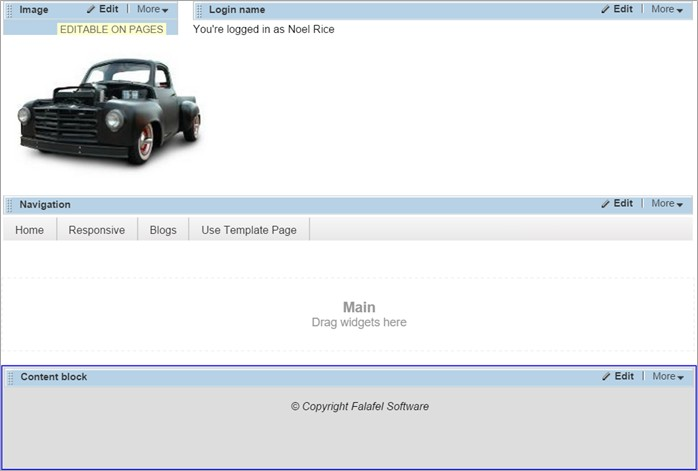 Image Edit | More
EDITABLE ON PAGES
Login name Edit | More
You're logged in as Noel Rice
Navigation Edit | More
Home Responsive Blogs Use Template Page
Main
Drag widgets here
Content block Edit | More
© Copyright Falafel Software